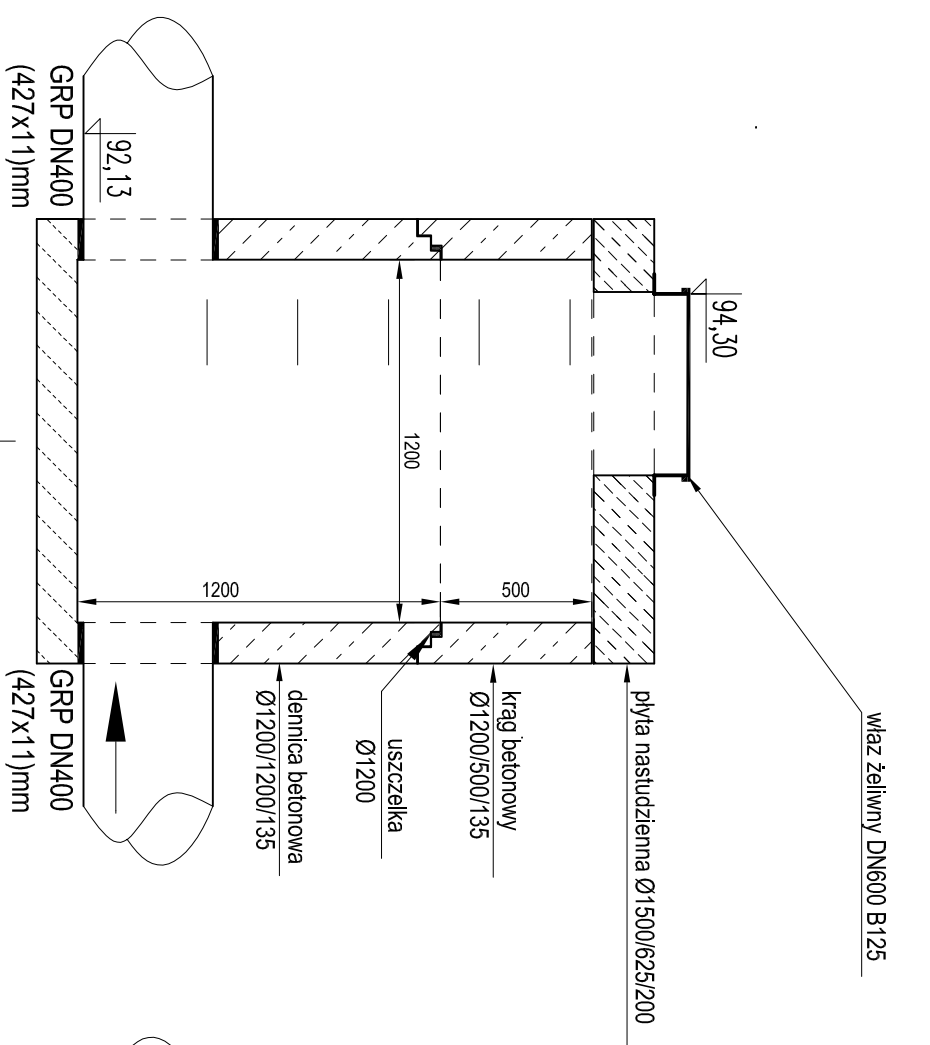 właz żeliwny DN600 B125
94,30
płyta nastudzienna Ø1500/625/200
500
krąg betonowy
Ø1200/500/135
1200
uszczelka
Ø1200
1200
dennica betonowa
Ø1200/1200/135
92,13
GRP DN400
(427x11)mm
GRP DN400
(427x11)mm